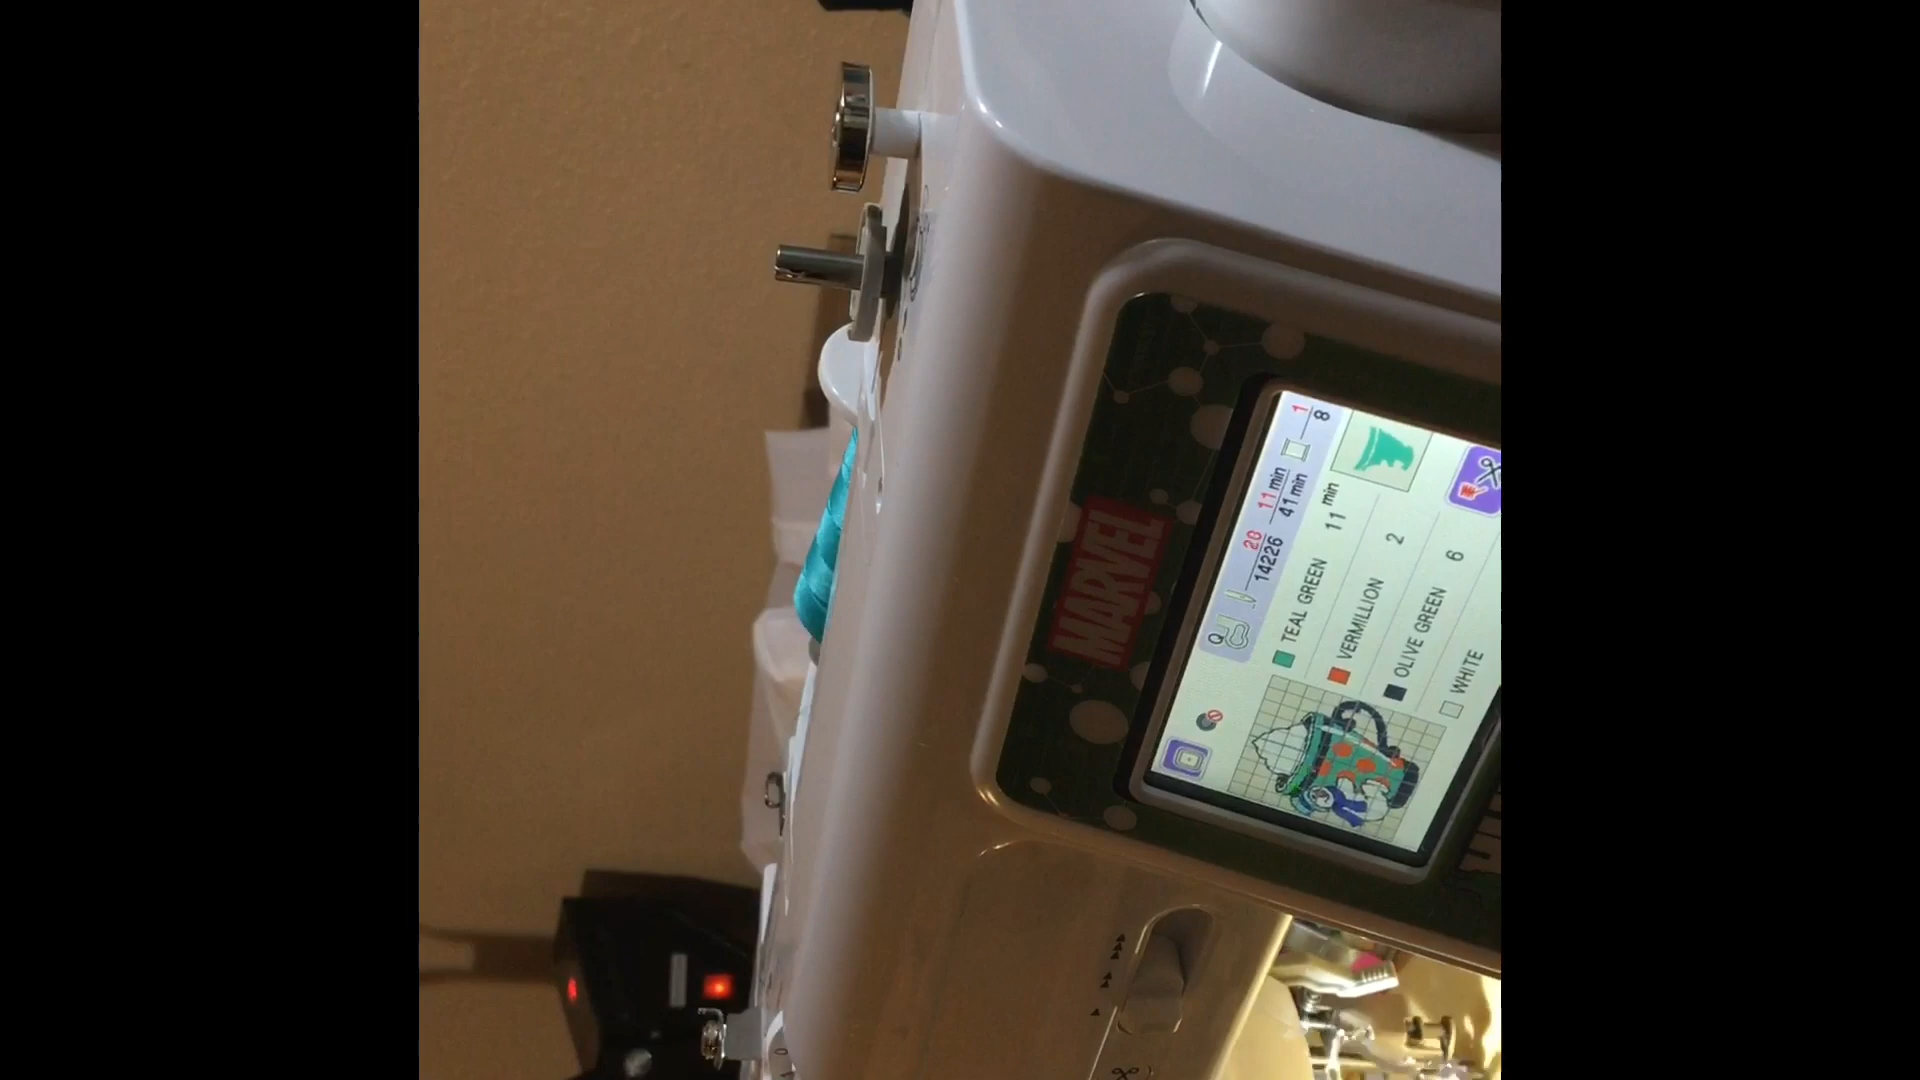 MARVEL
Q 20 11 min 1
14226 41 min 8
TEAL GREEN 11 min
VERMILLION 2
OLIVE GREEN 6
WHITE